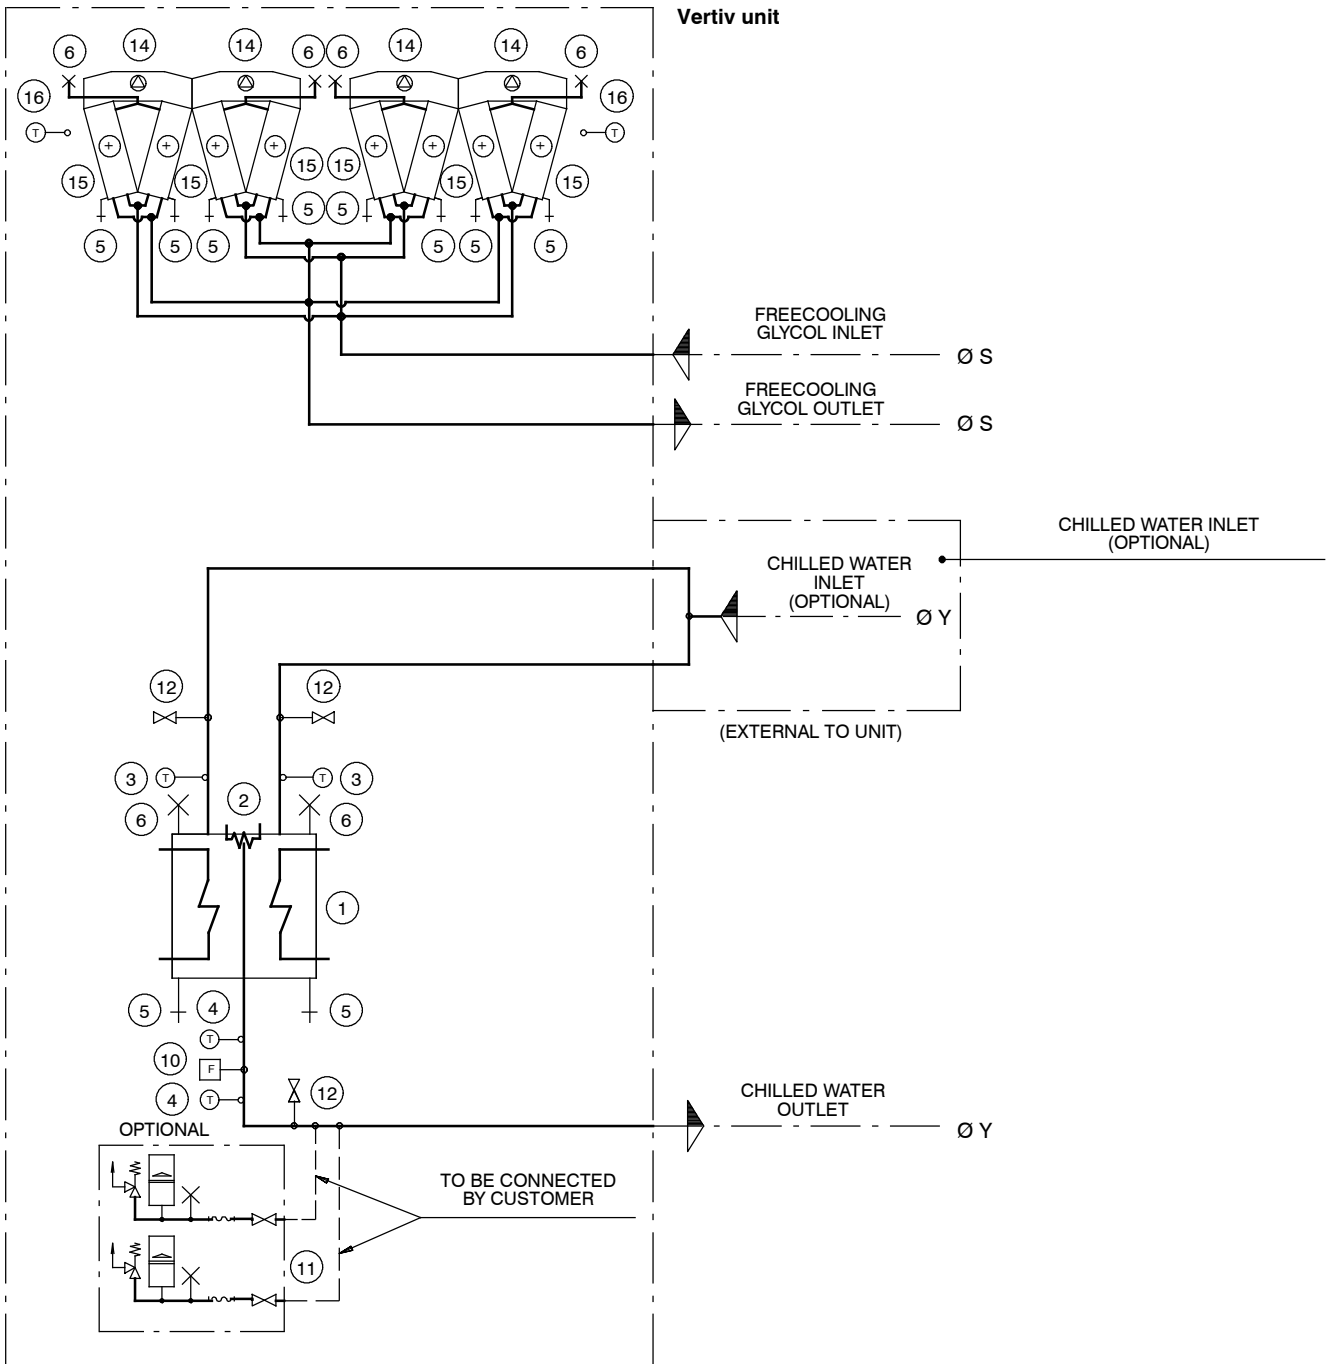 Vertiv unit
6 14 14 6 6 14 14 6
16 16
T T
+ + + + + + + +
15 15 15 15 15 15
5 5 5 5 5 5 5 5
FREECOOLING
GLYCOL INLET
Ø S
FREECOOLING
GLYCOL OUTLET
Ø S
CHILLED WATER INLET
(OPTIONAL)
CHILLED WATER
INLET
(OPTIONAL)
Ø Y
(EXTERNAL TO UNIT)
12 12
3 T T 3
2
6 6
1
5 4 5
T
10 F
4 T
12
CHILLED WATER
OUTLET
Ø Y
OPTIONAL
TO BE CONNECTED
BY CUSTOMER
11